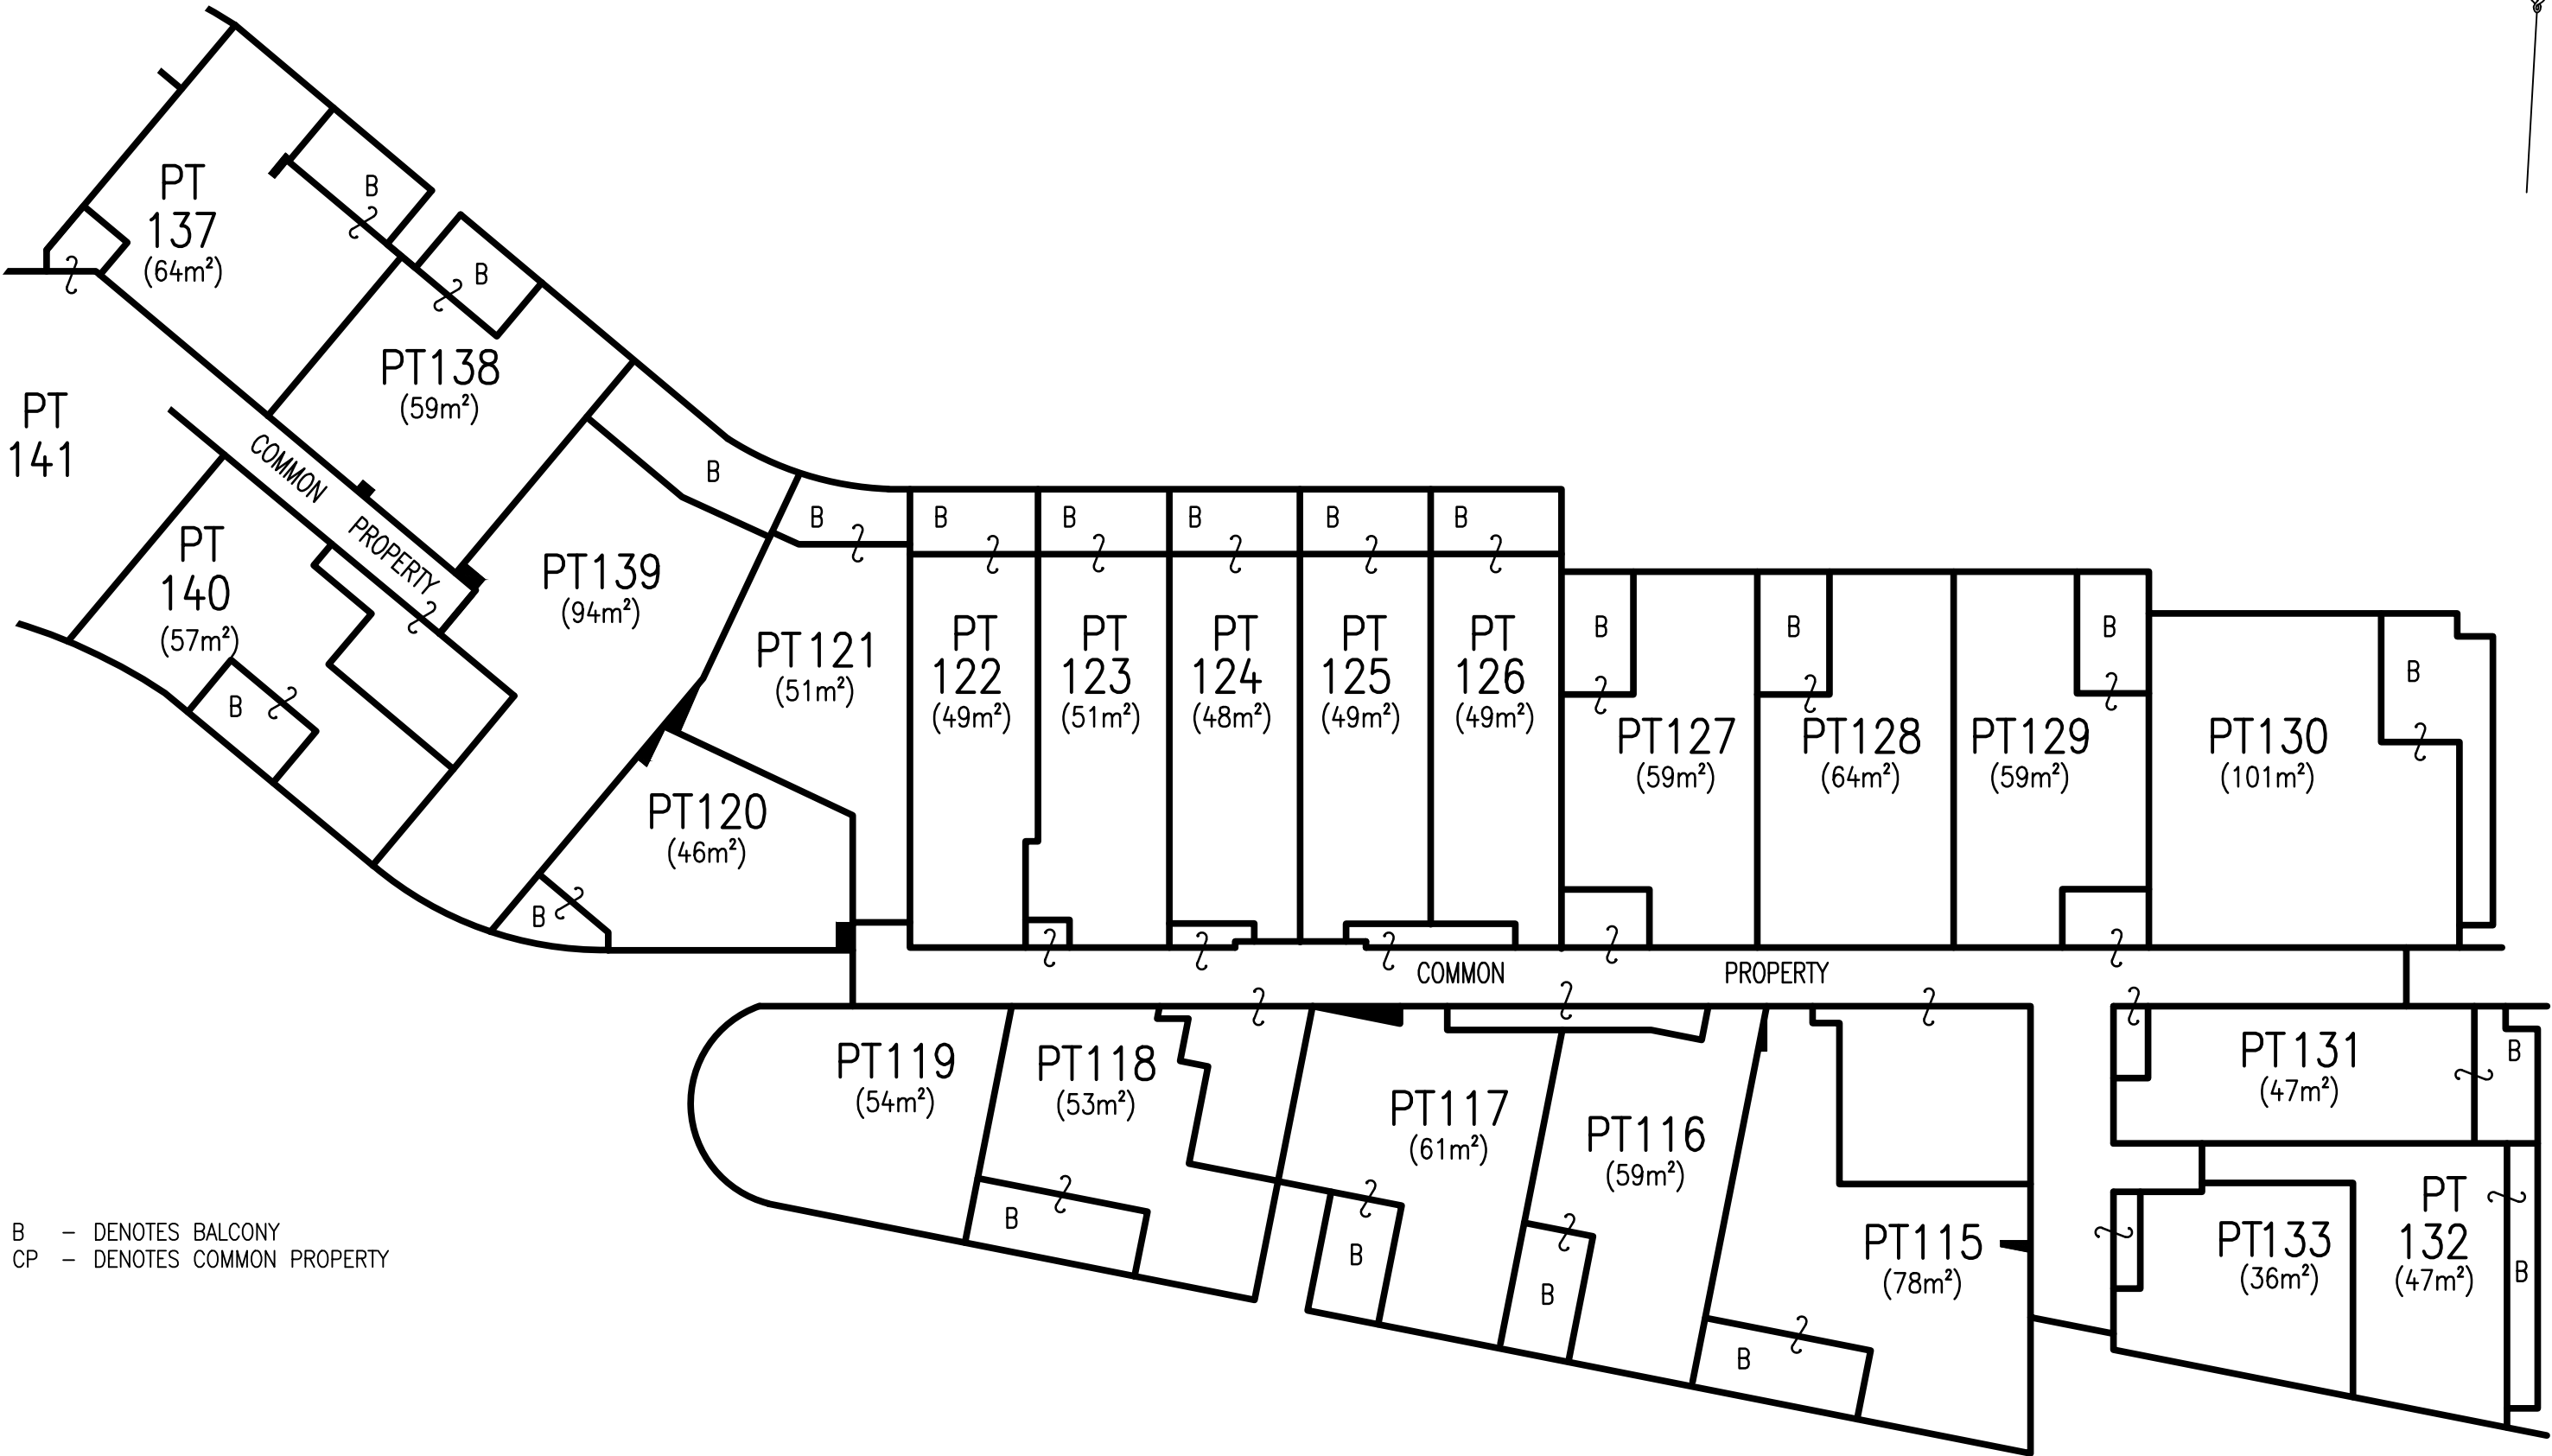 PT
137
(64m²)
B
B
PT138
(59m²)
PT
141
COMMON
PROPERTY
PT
140
(57m²)
B
PT139
(94m²)
B
B
PT121
(51m²)
PT120
(46m²)
B
B
PT
122
(49m²)
B
PT
123
(51m²)
B
PT
124
(48m²)
B
PT
125
(49m²)
B
PT
126
(49m²)
B
PT127
(59m²)
B
PT128
(64m²)
B
PT129
(59m²)
B
PT130
(101m²)
COMMON PROPERTY
PT119
(54m²)
PT118
(53m²)
B
PT117
(61m²)
B
PT116
(59m²)
B
PT115
(78m²)
B
PT131
(47m²)
B
PT133
(36m²)
PT
132
(47m²)
B
B – DENOTES BALCONY
CP – DENOTES COMMON PROPERTY